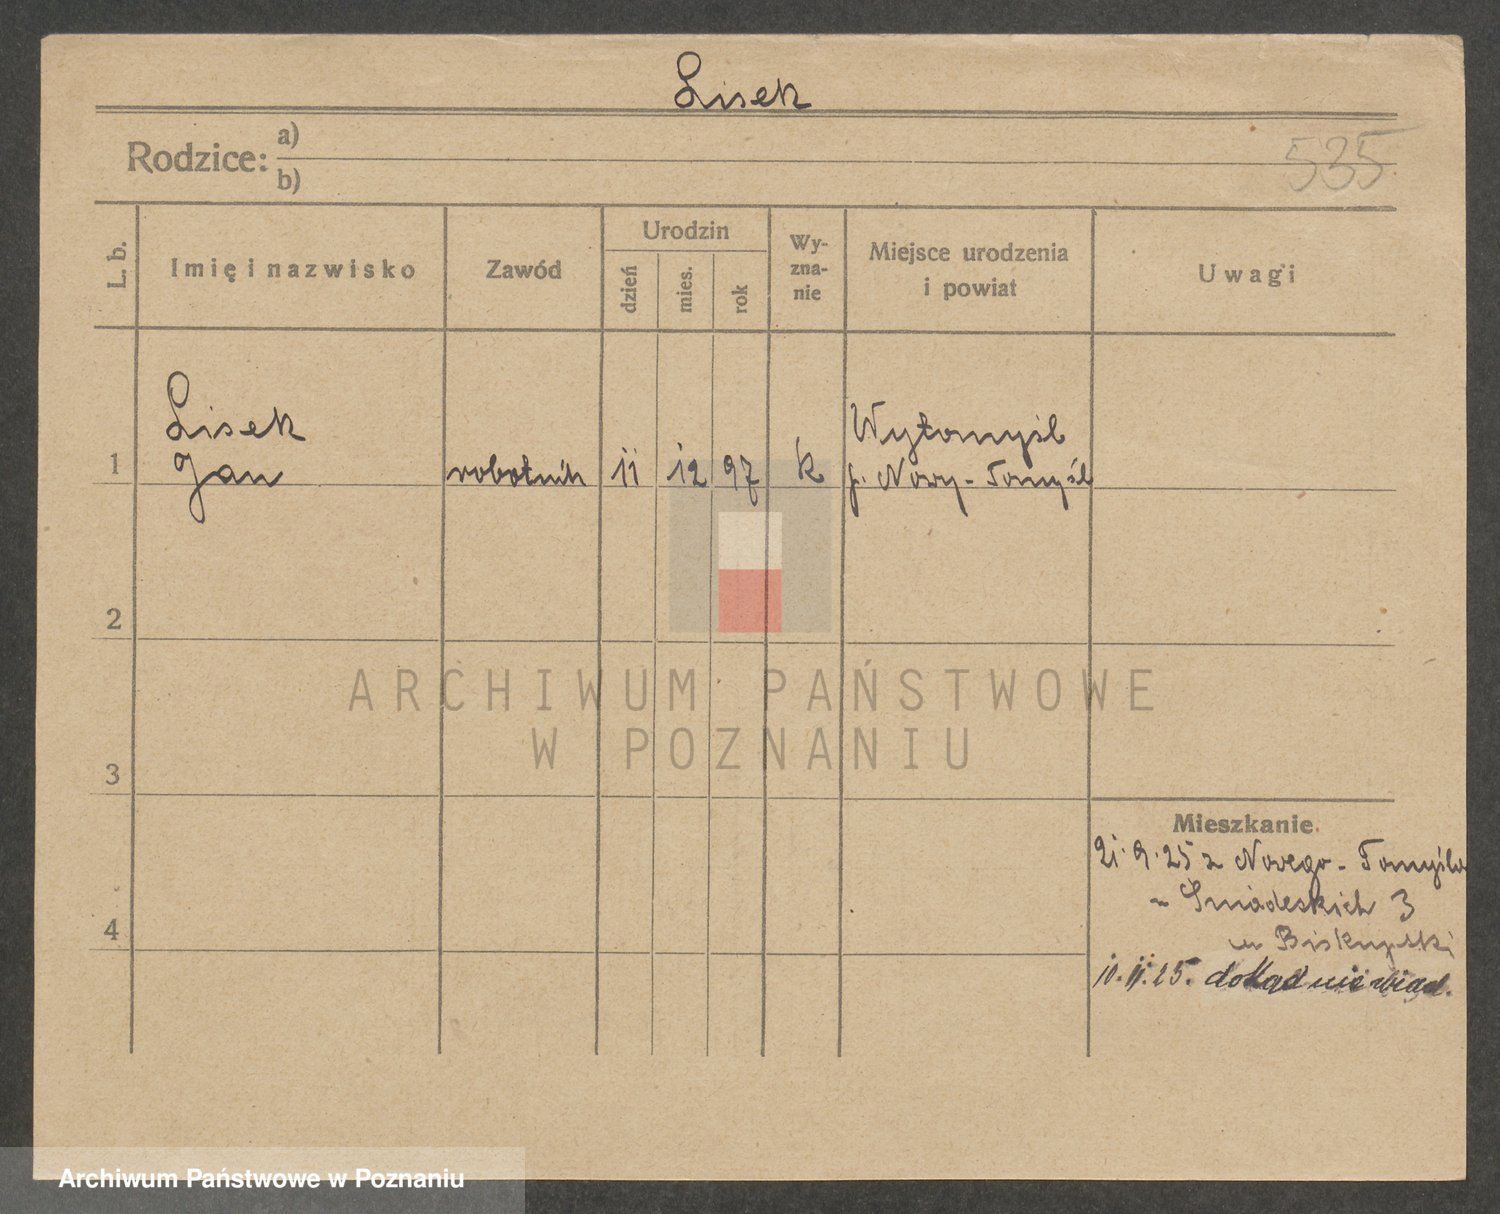 Lisek
535
Rodzice:
a)
b)
L. b.
Imię i nazwisko
Zawód
Urodzin
dzień
mies.
rok
Wy-
zna-
nie
Miejsce urodzenia
i powiat
Uwagi
1
Lisek
Jan
robotnik
11
12
97
k
Wytomyśl
p. Nowy-Tomyśl
2
3
4
Mieszkanie.
21.9.25 z Nowego-Tomyśla
Śniadeskich 3
u Biskupski
10.11.25. dokąd nie wiad.
ARCHIWUM PAŃSTWOWE
W POZNANIU
Archiwum Państwowe w Poznaniu